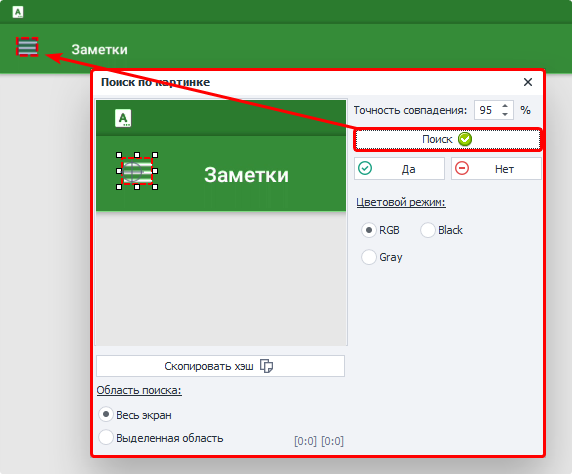 A
Заметки
Поиск по картинке
A
Заметки
Точность совпадения: 95 %
Поиск
Да Нет
Цветовой режим:
RGB Black
Gray
Скопировать хэш
Область поиска:
Весь экран
Выделенная область [0:0] [0:0]